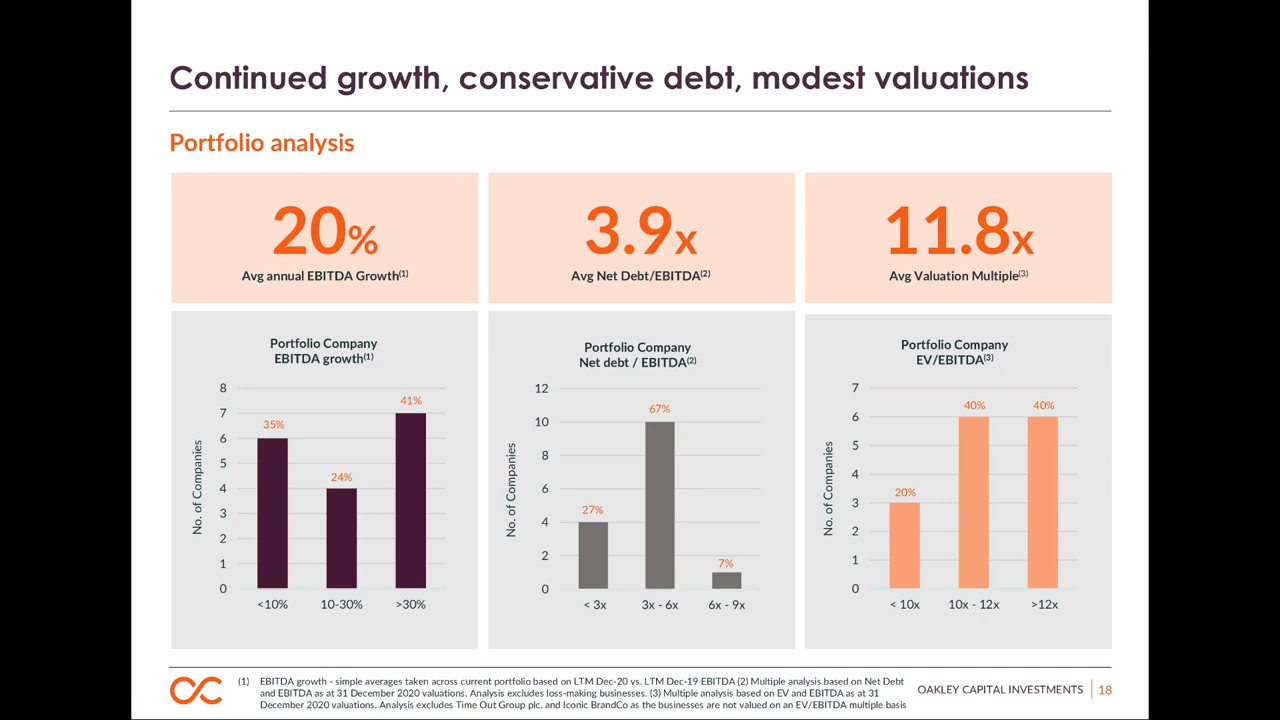 Continued growth, conservative debt, modest valuations
Portfolio analysis
20%
Avg annual EBITDA Growth(1)
3.9x
Avg Net Debt/EBITDA(2)
11.8x
Avg Valuation Multiple(3)
Portfolio Company
EBITDA growth(1)
No. of Companies
8
7
6
5
4
3
2
1
0
35%
24%
41%
<10%
10-30%
>30%
Portfolio Company
Net debt / EBITDA(2)
No. of Companies
12
10
8
6
4
2
0
27%
67%
7%
< 3x
3x - 6x
6x - 9x
Portfolio Company
EV/EBITDA(3)
No. of Companies
7
6
5
4
3
2
1
0
20%
40%
40%
< 10x
10x - 12x
>12x
(1) EBITDA growth - simple averages taken across current portfolio based on LTM Dec-20 vs. LTM Dec-19 EBITDA (2) Multiple analysis based on Net Debt
and EBITDA as at 31 December 2020 valuations. Analysis excludes loss-making businesses. (3) Multiple analysis based on EV and EBITDA as at 31
December 2020 valuations. Analysis excludes Time Out Group plc. and Iconic BrandCo as the businesses are not valued on an EV/EBITDA multiple basis
OAKLEY CAPITAL INVESTMENTS
18